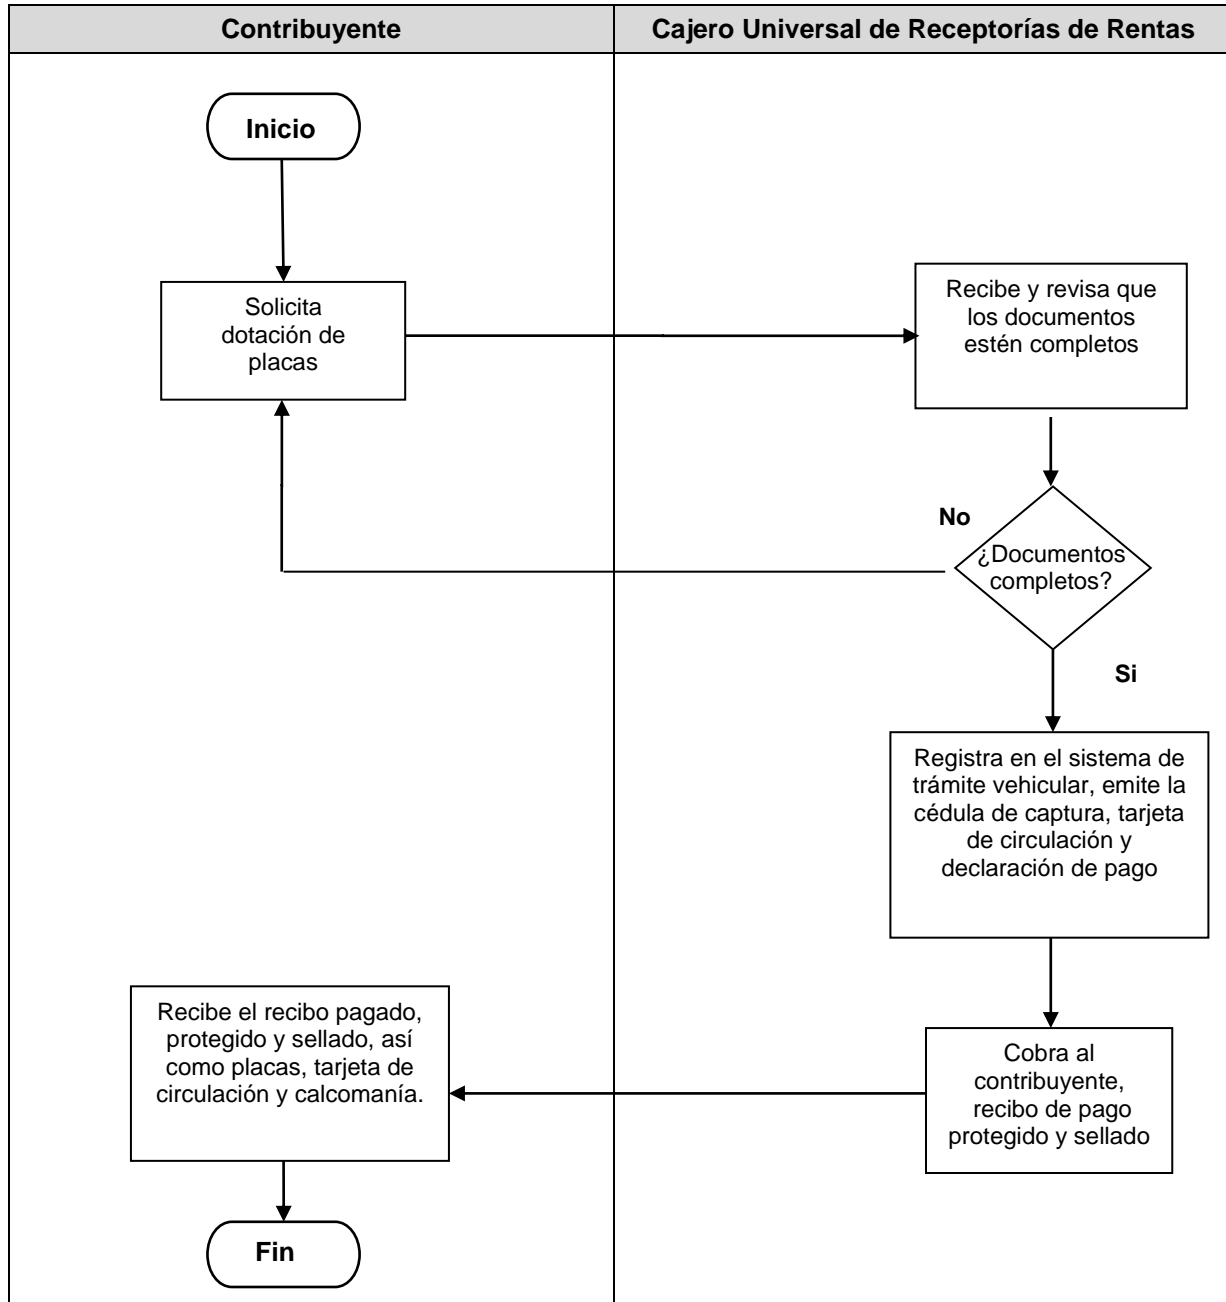 Contribuyente
Cajero Universal de Receptorías de Rentas
Inicio
Solicita
dotación de
placas
Recibe y revisa que
los documentos
estén completos
No
¿Documentos
completos?
Si
Registra en el sistema de
trámite vehicular, emite la
cédula de captura, tarjeta
de circulación y
declaración de pago
Cobra al
contribuyente,
recibo de pago
protegido y sellado
Recibe el recibo pagado,
protegido y sellado, así
como placas, tarjeta de
circulación y calcomanía.
Fin